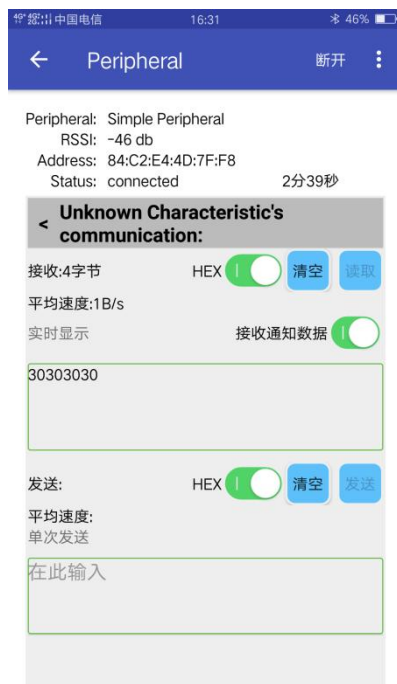 中国电信 16:31 46%
Peripheral 断开
Peripheral: Simple Peripheral
RSSI: -46 db
Address: 84:C2:E4:4D:7F:F8
Status: connected 2分39秒
< Unknown Characteristic's
communication:
接收:4字节 HEX 清空 读取
平均速度:1B/s
实时显示 接收通知数据
30303030
发送: HEX 清空 发送
平均速度:
单次发送
在此输入